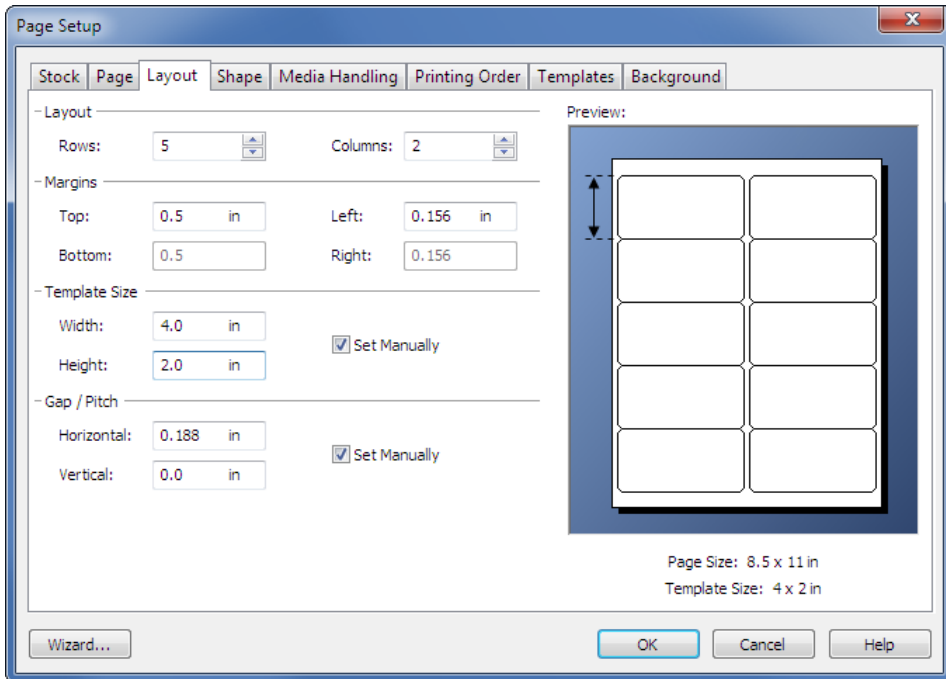 Page Setup
Stock Page Layout Shape Media Handling Printing Order Templates Background
Layout
Rows: 5 Columns: 2
Margins
Top: 0.5 in Left: 0.156 in
Bottom: 0.5 Right: 0.156
Template Size
Width: 4.0 in
Set Manually
Height: 2.0 in
Gap / Pitch
Horizontal: 0.188 in
Set Manually
Vertical: 0.0 in
Preview:
Page Size: 8.5 x 11 in
Template Size: 4 x 2 in
Wizard... OK Cancel Help